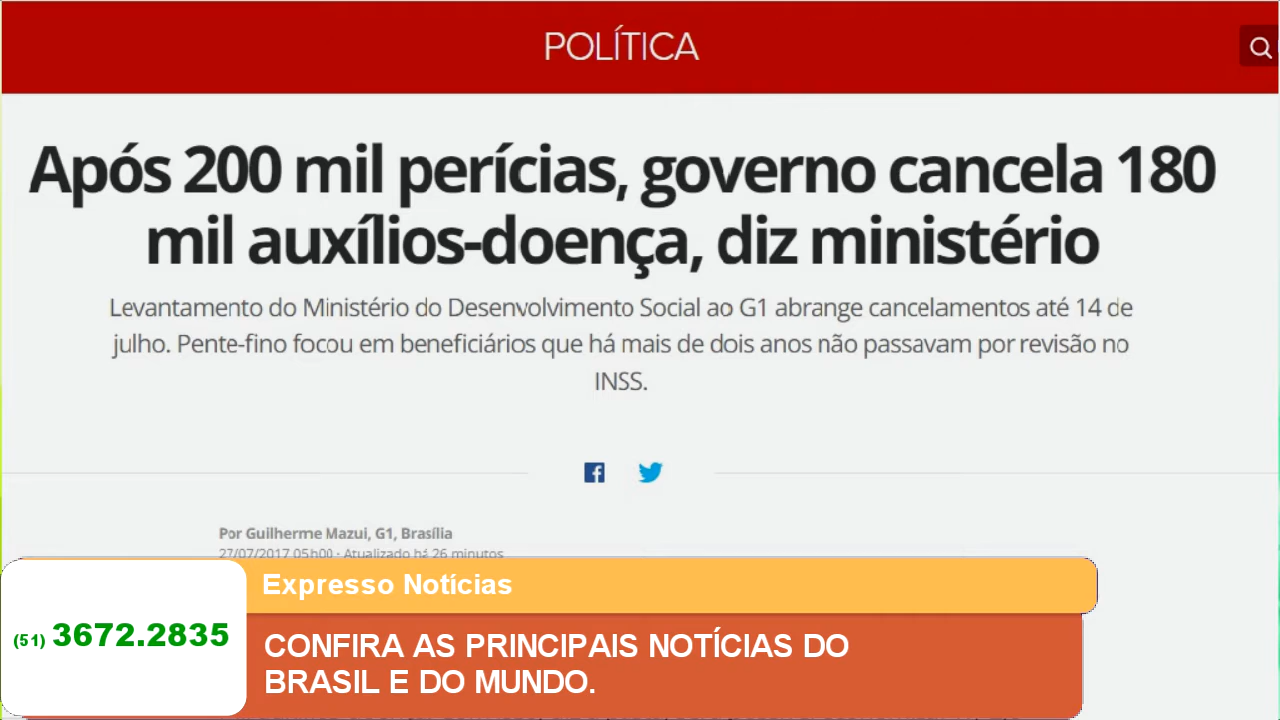 POLÍTICA
Após 200 mil perícias, governo cancela 180
mil auxílios-doença, diz ministério
Levantamento do Ministério do Desenvolvimento Social ao G1 abrange cancelamentos até 14 de
julho. Pente-fino focou em beneficiários que há mais de dois anos não passavam por revisão no
INSS.
Por Guilherme Mazui, G1, Brasília
27/07/2017 05h00 · Atualizado há 26 minutos
Expresso Notícias
(51) 3672.2835
CONFIRA AS PRINCIPAIS NOTÍCIAS DO
BRASIL E DO MUNDO.